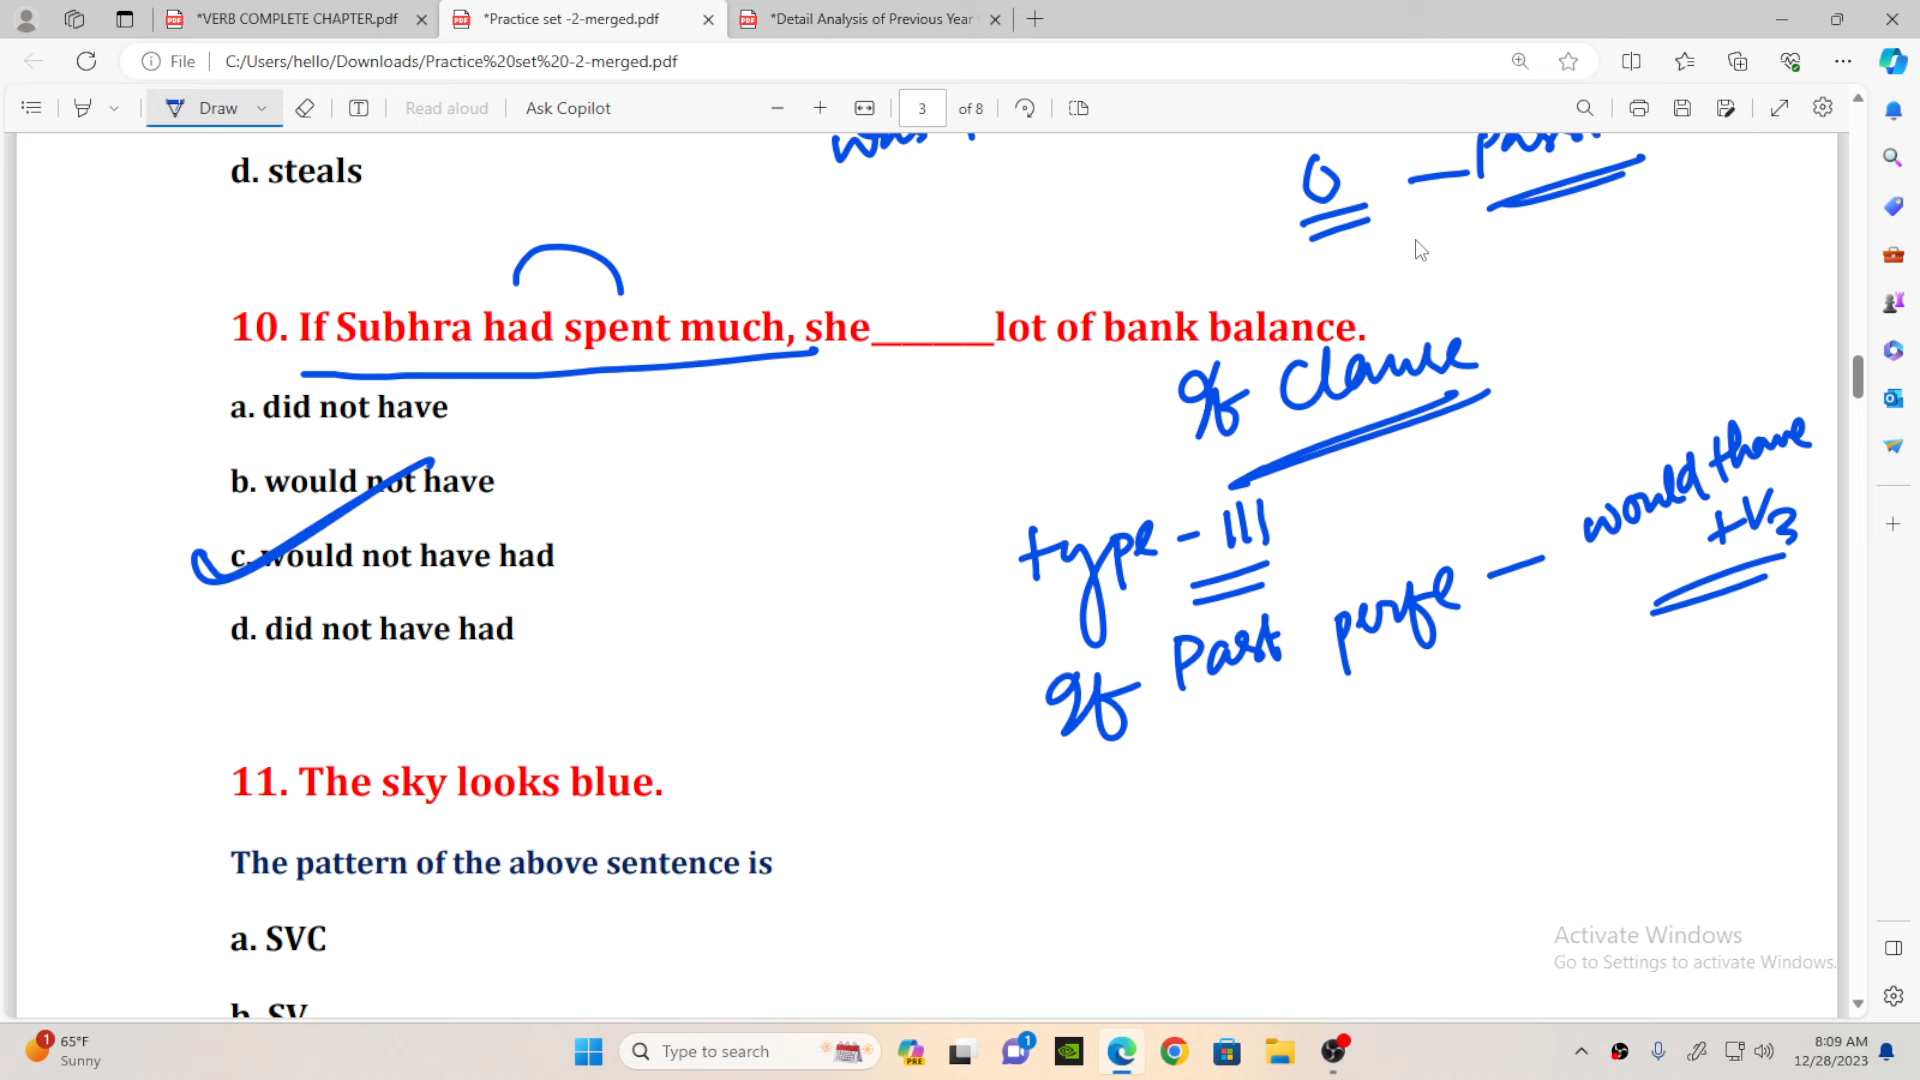 *VERB COMPLETE CHAPTER.pdf
*Practice set -2-merged.pdf
*Detail Analysis of Previous Year
File
C:/Users/hello/Downloads/Practice%20set%20-2-merged.pdf
Draw
Read aloud
Ask Copilot
3
of 8
d. steals
10. If Subhra had spent much, she_______lot of bank balance.
If clause
a. did not have
b. would not have
would + have
+V3
c. would not have had
type - III
If Past perfe -
d. did not have had
11. The sky looks blue.
The pattern of the above sentence is
a. SVC
b. SV
Activate Windows
Go to Settings to activate Windows.
1
65°F
Sunny
Type to search
PRE
1
8:09 AM
12/28/2023